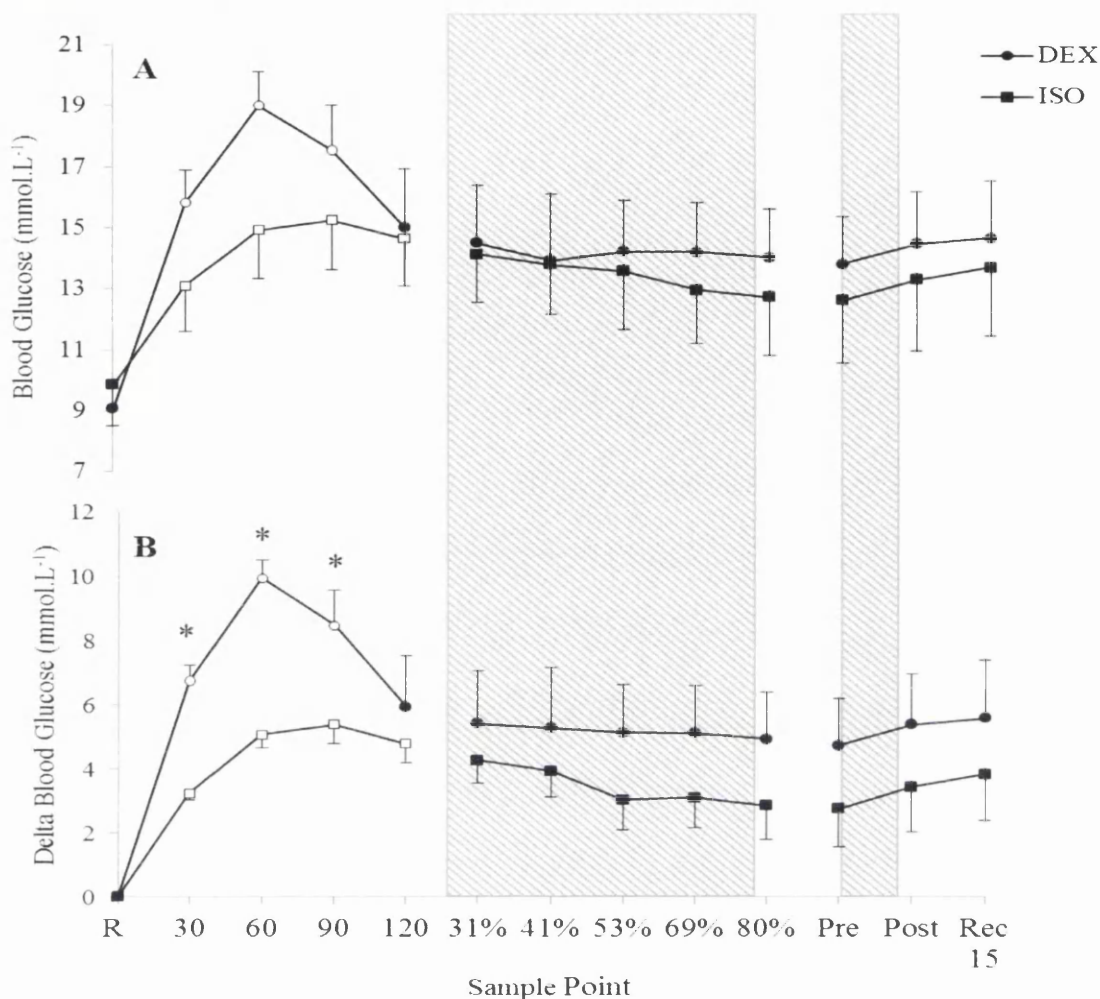 DEX
ISO
A
21
19
17
15
13
11
9
7
Blood Glucose (mmol.L⁻¹)
B
12
10
8
6
4
2
0
Delta Blood Glucose (mmol.L⁻¹)
*
*
*
R 30 60 90 120 31% 41% 53% 69% 80% Pre Post Rec
15
Sample Point